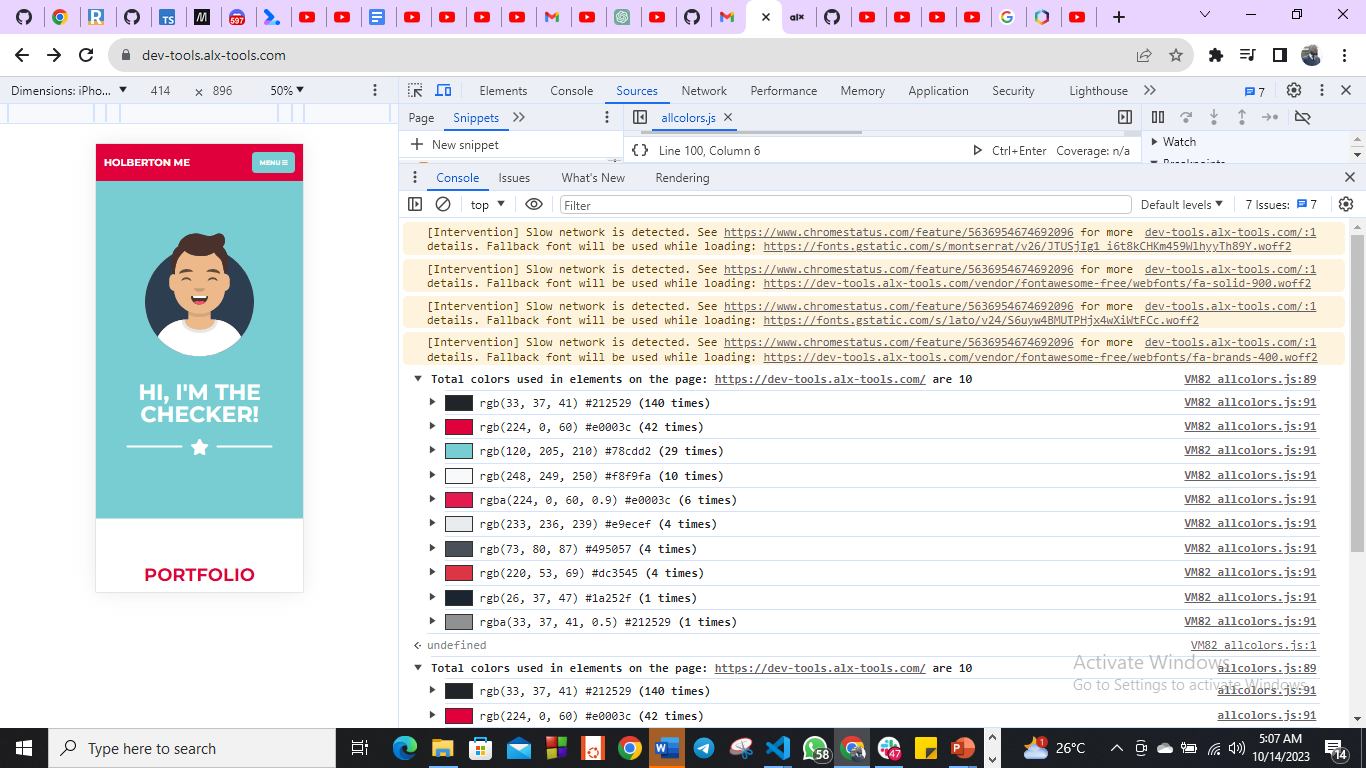 597
alx
dev-tools.alx-tools.com
Dimensions: iPho... ▼ 414 × 896 50% ▼
Elements Console Sources Network Performance Memory Application Security Lighthouse 7
Page Snippets allcolors.js
New snippet
Line 100, Column 6 Ctrl+Enter Coverage: n/a
Watch
Breakpoints
HOLBERTON ME MENU
HI, I'M THE
CHECKER!
PORTFOLIO
Console Issues What's New Rendering
top ▼ Filter Default levels ▼ 7 Issues: 7
[Intervention] Slow network is detected. See https://www.chromestatus.com/feature/5636954674692096 for more dev-tools.alx-tools.com/:1
details. Fallback font will be used while loading: https://fonts.gstatic.com/s/montserrat/v26/JTUSjIg1_i6t8kCHKm459WlhyyTh89Y.woff2
[Intervention] Slow network is detected. See https://www.chromestatus.com/feature/5636954674692096 for more dev-tools.alx-tools.com/:1
details. Fallback font will be used while loading: https://dev-tools.alx-tools.com/vendor/fontawesome-free/webfonts/fa-solid-900.woff2
[Intervention] Slow network is detected. See https://www.chromestatus.com/feature/5636954674692096 for more dev-tools.alx-tools.com/:1
details. Fallback font will be used while loading: https://fonts.gstatic.com/s/lato/v24/S6uyw4BMUTPHjx4wXiWtFCc.woff2
[Intervention] Slow network is detected. See https://www.chromestatus.com/feature/5636954674692096 for more dev-tools.alx-tools.com/:1
details. Fallback font will be used while loading: https://dev-tools.alx-tools.com/vendor/fontawesome-free/webfonts/fa-brands-400.woff2
Total colors used in elements on the page: https://dev-tools.alx-tools.com/ are 10 VM82 allcolors.js:89
rgb(33, 37, 41) #212529 (140 times) VM82 allcolors.js:91
rgb(224, 0, 60) #e0003c (42 times) VM82 allcolors.js:91
rgb(120, 205, 210) #78cdd2 (29 times) VM82 allcolors.js:91
rgb(248, 249, 250) #f8f9fa (10 times) VM82 allcolors.js:91
rgba(224, 0, 60, 0.9) #e0003c (6 times) VM82 allcolors.js:91
rgb(233, 236, 239) #e9ecef (4 times) VM82 allcolors.js:91
rgb(73, 80, 87) #495057 (4 times) VM82 allcolors.js:91
rgb(220, 53, 69) #dc3545 (4 times) VM82 allcolors.js:91
rgb(26, 37, 47) #1a252f (1 times) VM82 allcolors.js:91
rgba(33, 37, 41, 0.5) #212529 (1 times) VM82 allcolors.js:91
undefined VM82 allcolors.js:1
Total colors used in elements on the page: https://dev-tools.alx-tools.com/ are 10 allcolors.js:89
rgb(33, 37, 41) #212529 (140 times) allcolors.js:91
rgb(224, 0, 60) #e0003c (42 times) allcolors.js:91
Activate Windows
Go to Settings to activate Windows.
Type here to search 58 47 1 26°C 5:07 AM
10/14/2023 14